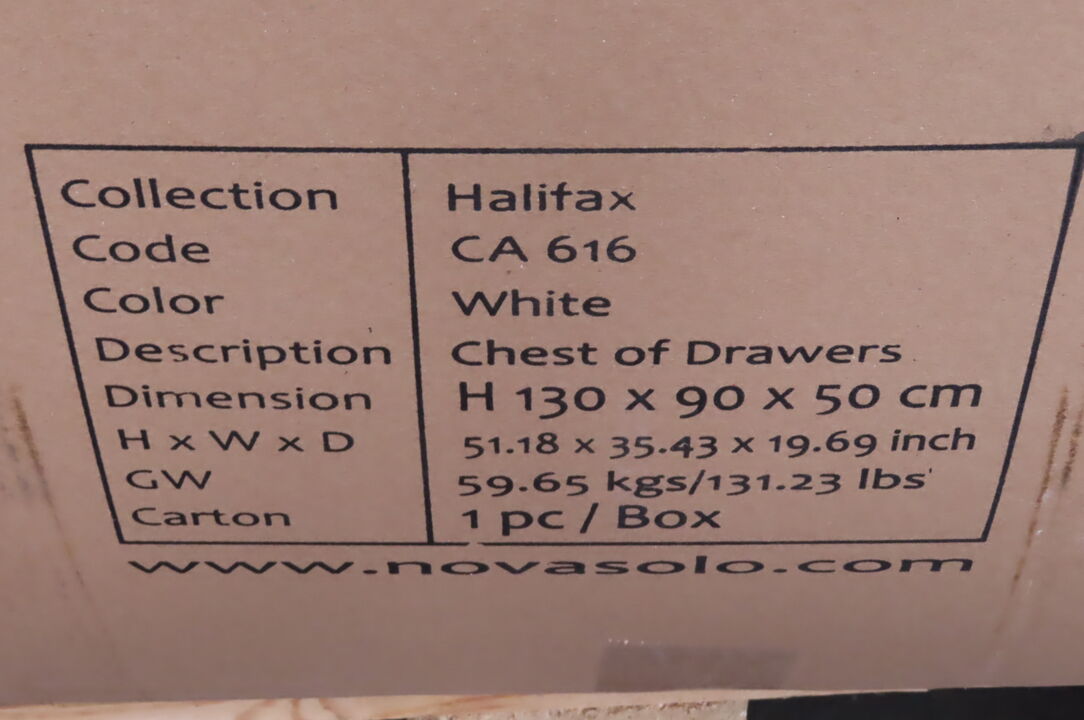 Collection Halifax
Code CA 616
Color White
Description Chest of Drawers
Dimension H 130 x 90 x 50 cm
H x W x D 51.18 x 35.43 x 19.69 inch
GW 59.65 kgs/131.23 lbs
Carton 1 pc / Box
www.novasolo.com